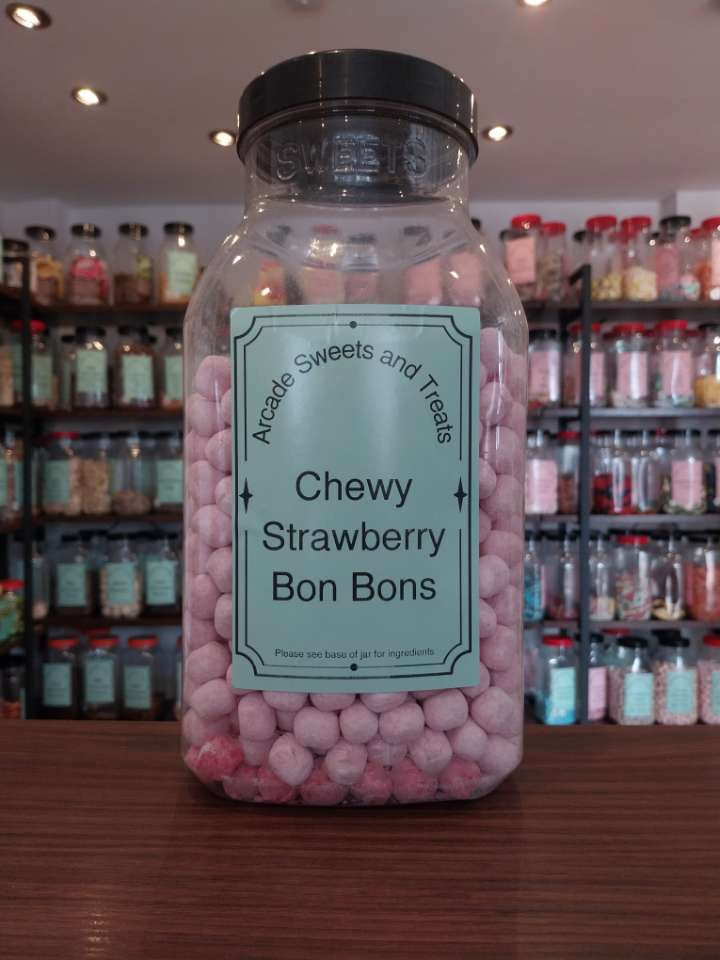 SWEETS
Arcade Sweets and Treats
Chewy
Strawberry
Bon Bons
Please see base of jar for ingredients